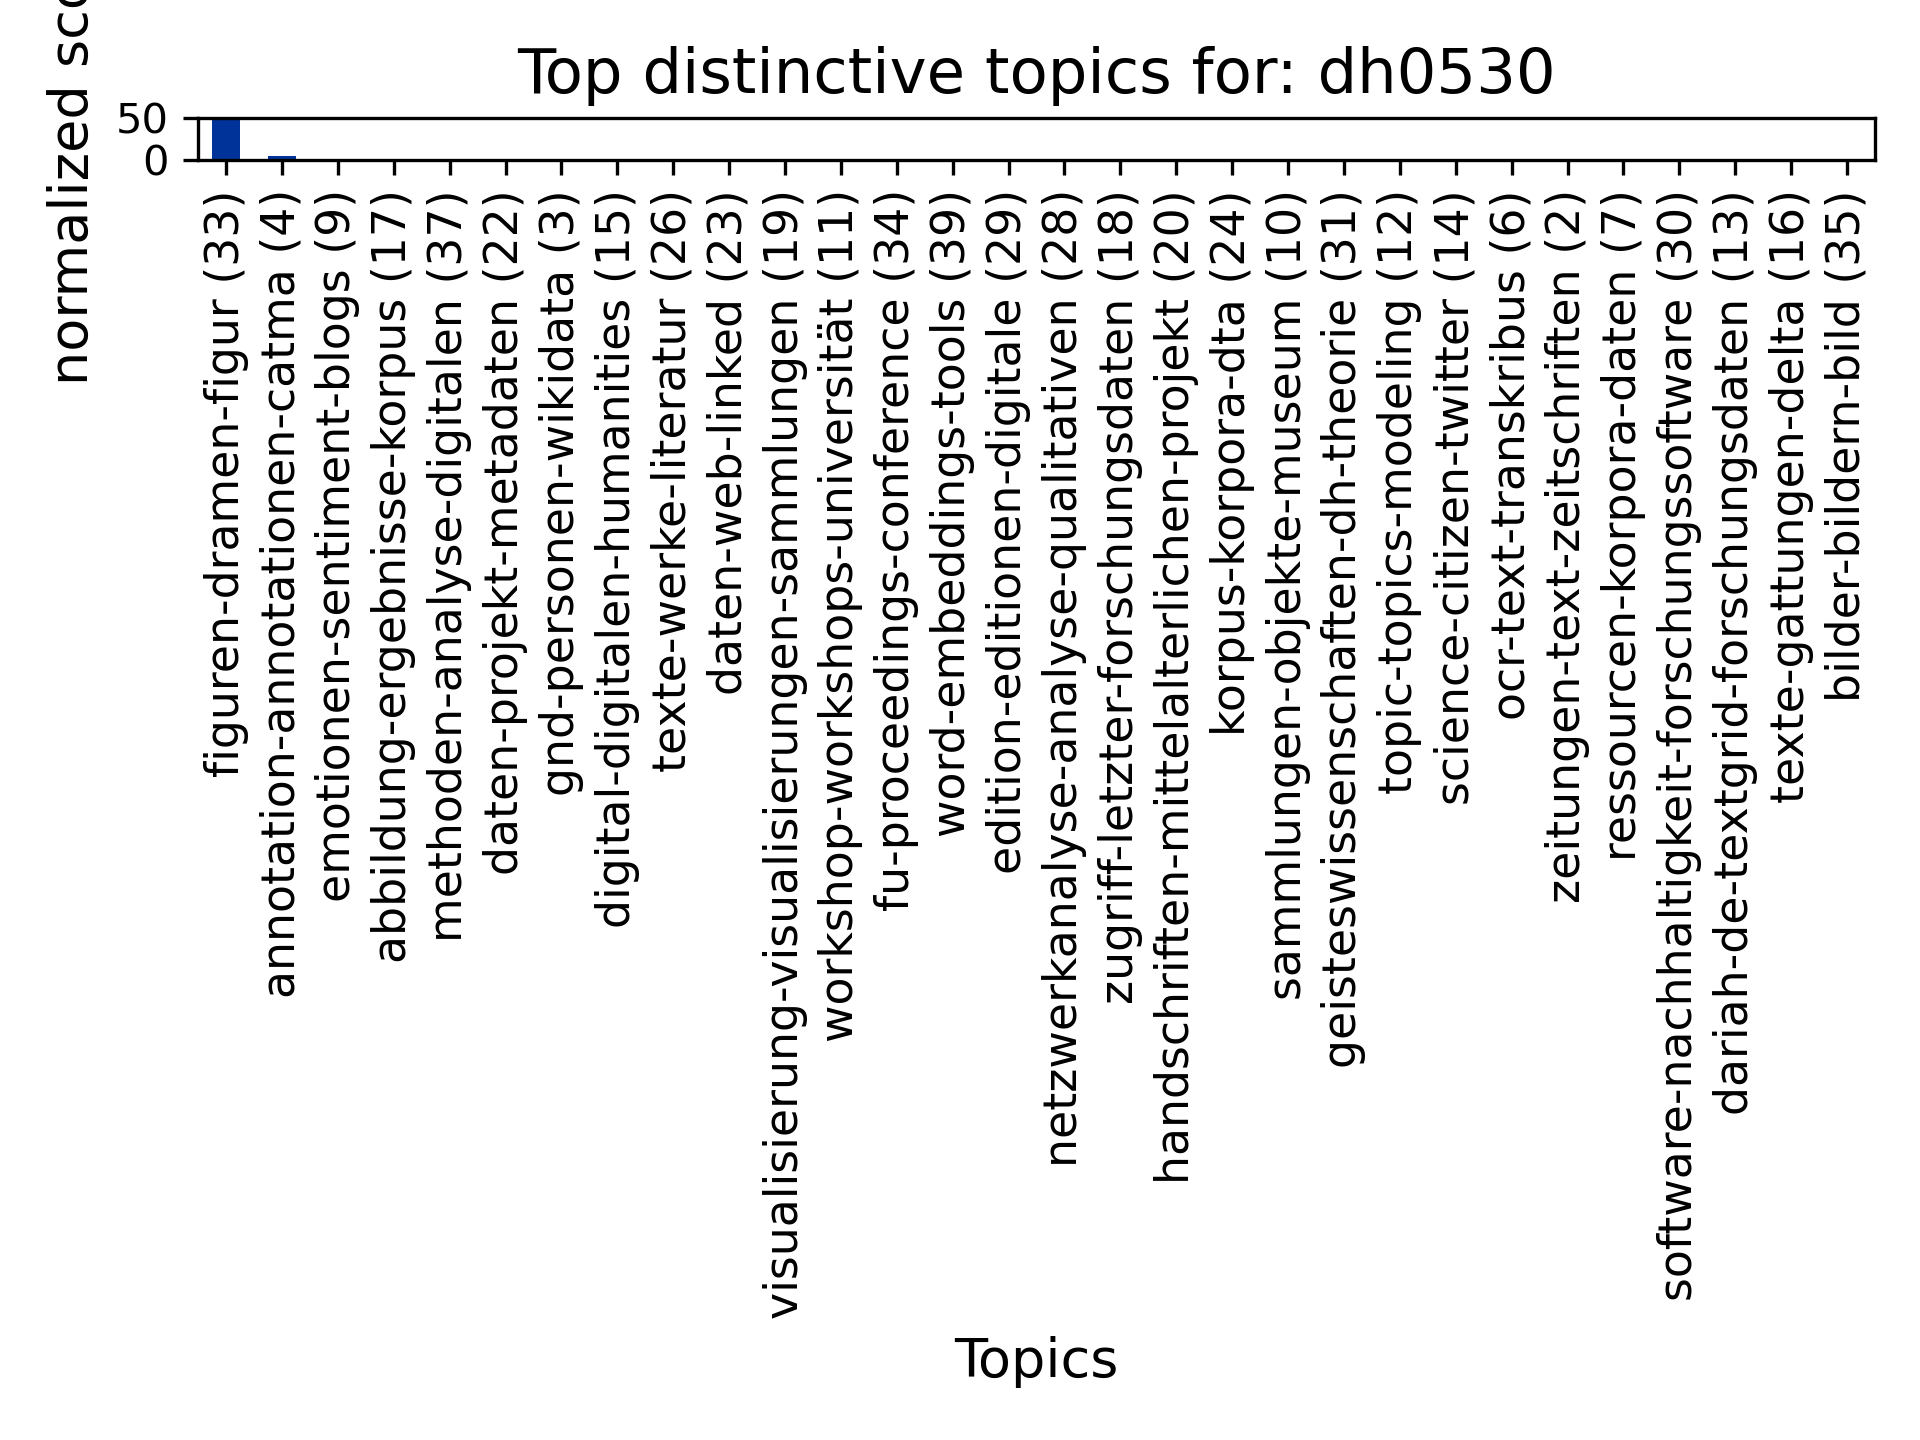 Top distinctive topics for: dh0530
normalized
50
0
figuren-dramen-figur (33)
annotation-annotationen-catma (4)
emotionen-sentiment-blogs (9)
abbildung-ergebnisse-korpus (17)
methoden-analyse-digitalen (37)
daten-projekt-metadaten (22)
gnd-personen-wikidata (3)
digital-digitalen-humanities (15)
texte-werke-literatur (26)
daten-web-linked (23)
visualisierung-visualisierungen-sammlungen (19)
workshop-workshops-universität (11)
fu-proceedings-conference (34)
word-embeddings-tools (39)
edition-editionen-digitale (29)
netzwerkanalyse-analyse-qualitativen (28)
zugriff-letzter-forschungsdaten (18)
handschriften-mittelalterlichen-projekt (20)
korpus-korpora-dta (24)
sammlungen-objekte-museum (10)
geisteswissenschaften-dh-theorie (31)
topic-topics-modeling (12)
science-citizen-twitter (14)
ocr-text-transkribus (6)
zeitungen-text-zeitschriften (2)
ressourcen-korpora-daten (7)
software-nachhaltigkeit-forschungssoftware (30)
dariah-de-textgrid-forschungsdaten (13)
texte-gattungen-delta (16)
bilder-bildern-bild (35)
Topics